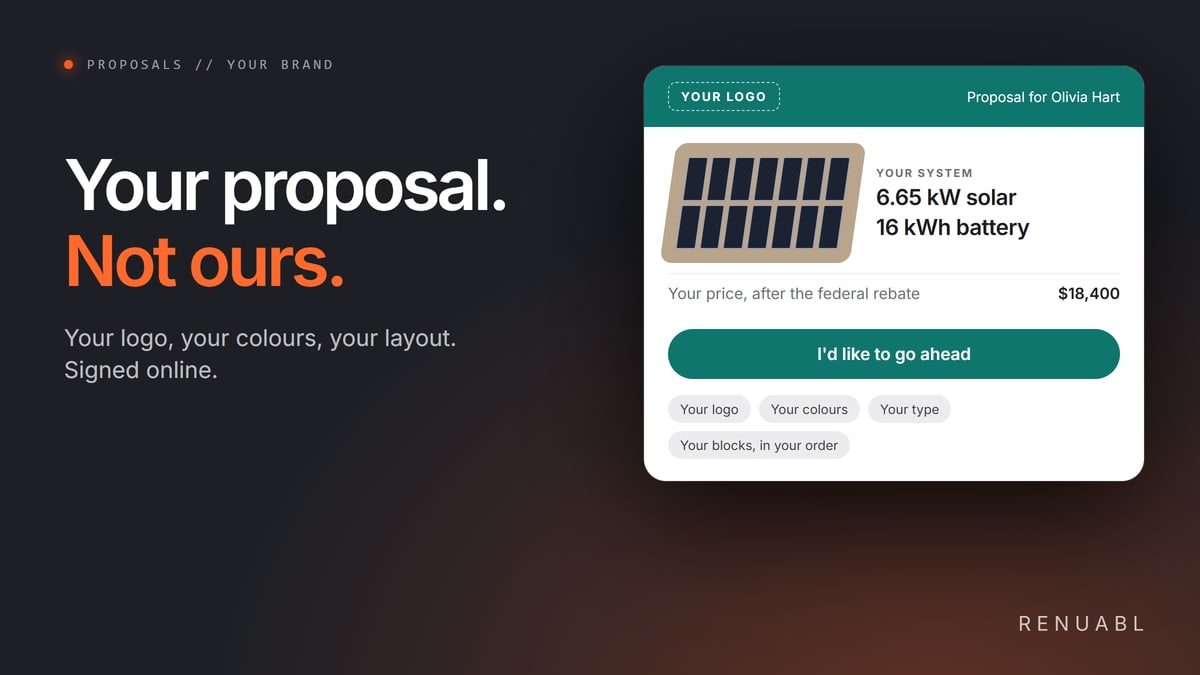 PROPOSALS // YOUR BRAND
Your proposal.
Not ours.
Your logo, your colours, your layout.
Signed online.
YOUR LOGO
Proposal for Olivia Hart
YOUR SYSTEM
6.65 kW solar
16 kWh battery
Your price, after the federal rebate
$18,400
I'd like to go ahead
Your logo
Your colours
Your type
Your blocks, in your order
RENUABL